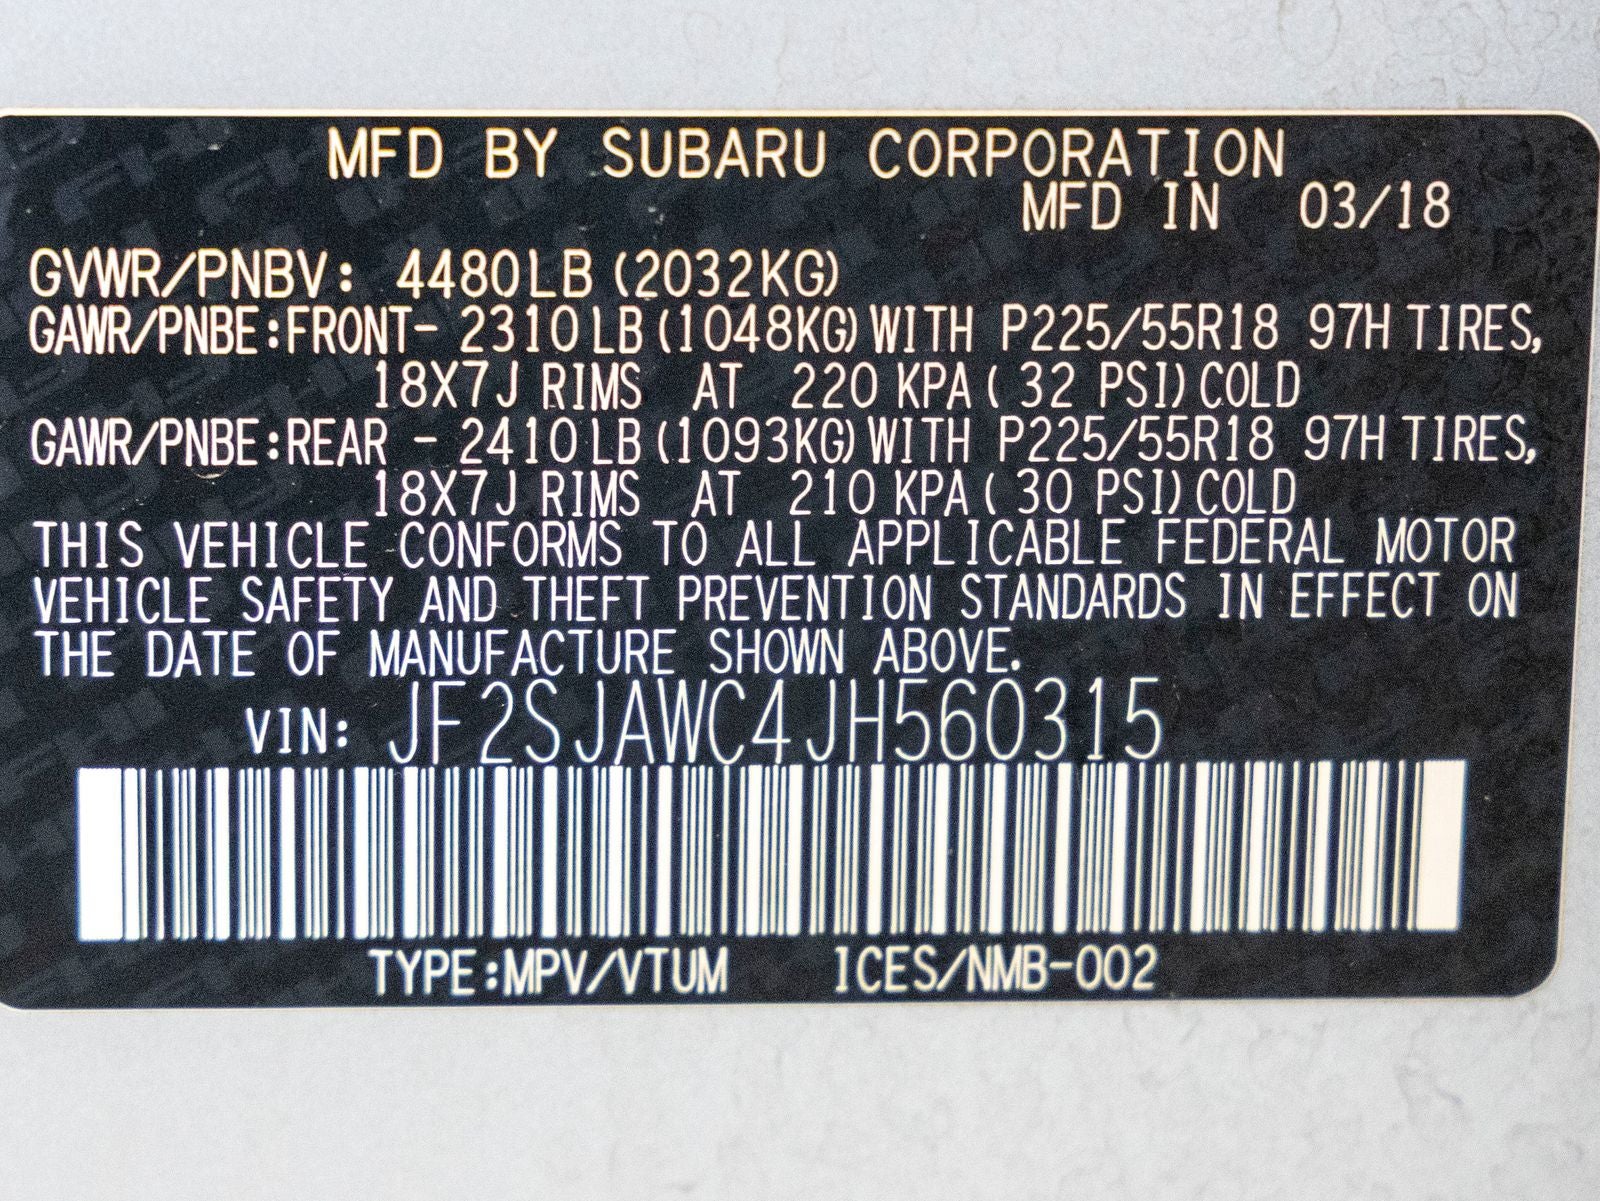 MFD BY SUBARU CORPORATION
MFD IN 03/18
GVWR/PNBV: 4480LB (2032KG)
GAWR/PNBE:FRONT- 2310LB (1048KG) WITH P225/55R18 97H TIRES,
18X7J RIMS AT 220 KPA ( 32 PSI) COLD
GAWR/PNBE:REAR - 2410LB (1093KG) WITH P225/55R18 97H TIRES,
18X7J RIMS AT 210 KPA ( 30 PSI) COLD
THIS VEHICLE CONFORMS TO ALL APPLICABLE FEDERAL MOTOR
VEHICLE SAFETY AND THEFT PREVENTION STANDARDS IN EFFECT ON
THE DATE OF MANUFACTURE SHOWN ABOVE.
VIN: JF2SJAWC4JH560315
TYPE:MPV/VTUM ICES/NMB-002